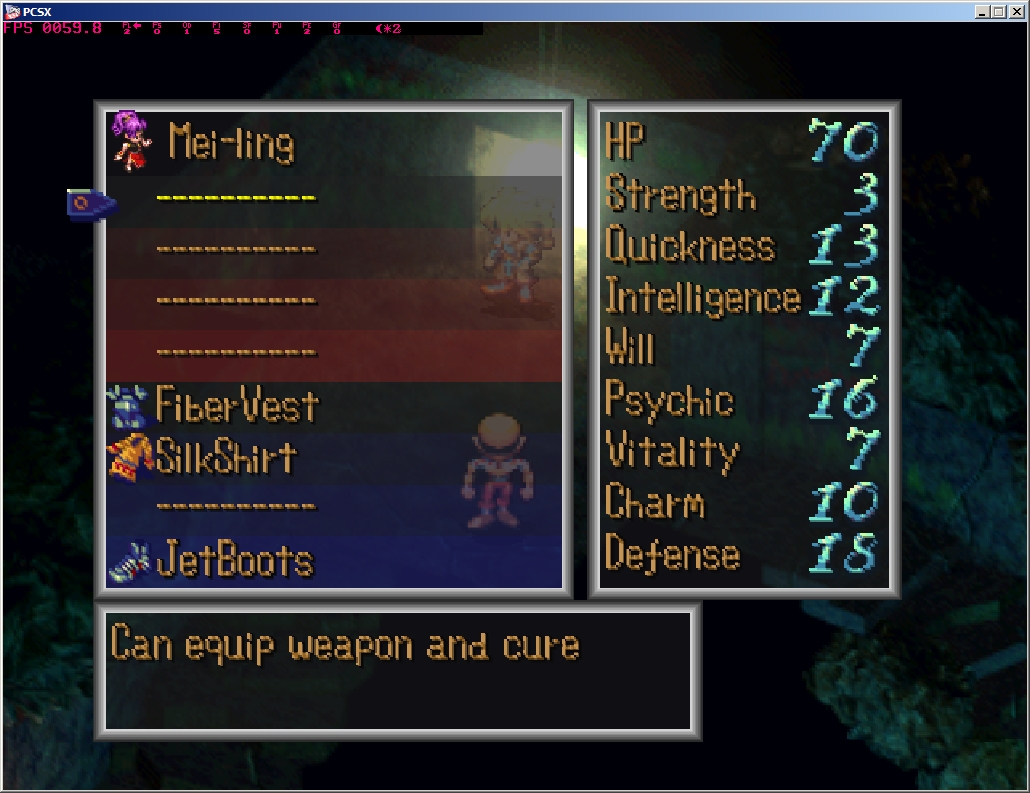 PCSX
FPS 0059.8
Mei-ling
----------
----------
----------
----------
FiberVest
SilkShirt
----------
JetBoots
HP 70
Strength 3
Quickness 13
Intelligence 12
Will 7
Psychic 16
Vitality 7
Charm 10
Defense 18
Can equip weapon and cure